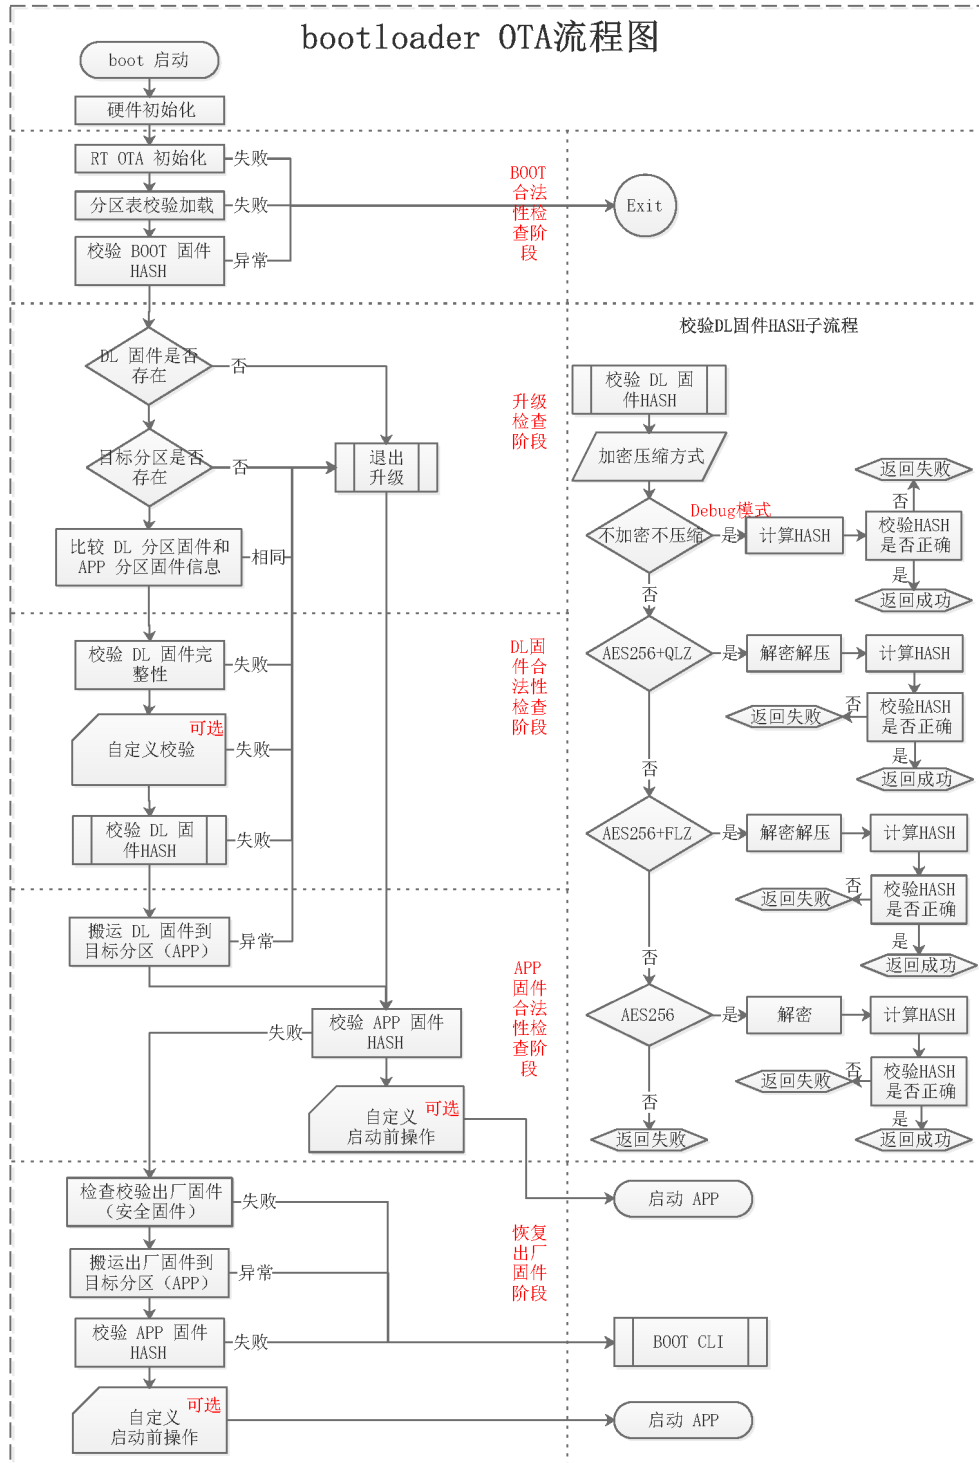 bootloader OTA流程图
boot 启动
硬件初始化
RT OTA 初始化
失败
分区表校验加载
失败
校验 BOOT 固件
HASH
异常
BOOT
合法
性检
查阶
段
Exit
DL 固件是否
存在
否
目标分区是否
存在
否
退出
升级
比较 DL 分区固件和
APP 分区固件信息
相同
升级
检查
阶段
校验 DL 固件完
整性
失败
可选
自定义校验
失败
校验 DL 固
件HASH
失败
DL固
件合
法性
检查
阶段
搬运 DL 固件到
目标分区（APP）
异常
校验 APP 固件
HASH
失败
可选
自定义
启动前操作
APP
固件
合法
性检
查阶
段
检查校验出厂固件
（安全固件）
失败
搬运出厂固件到
目标分区（APP）
异常
校验 APP 固件
HASH
失败
可选
自定义
启动前操作
恢复
出厂
固件
阶段
启动 APP
BOOT CLI
启动 APP
校验DL固件HASH子流程
校验 DL 固
件HASH
加密压缩方式
Debug模式
不加密不压缩
是
计算HASH
校验HASH
是否正确
否
返回失败
是
返回成功
否
AES256+QLZ
是
解密解压
计算HASH
校验HASH
是否正确
否
返回失败
是
返回成功
否
AES256+FLZ
是
解密解压
计算HASH
校验HASH
是否正确
否
返回失败
是
返回成功
否
AES256
是
解密
计算HASH
校验HASH
是否正确
否
返回失败
是
返回成功
否
返回失败